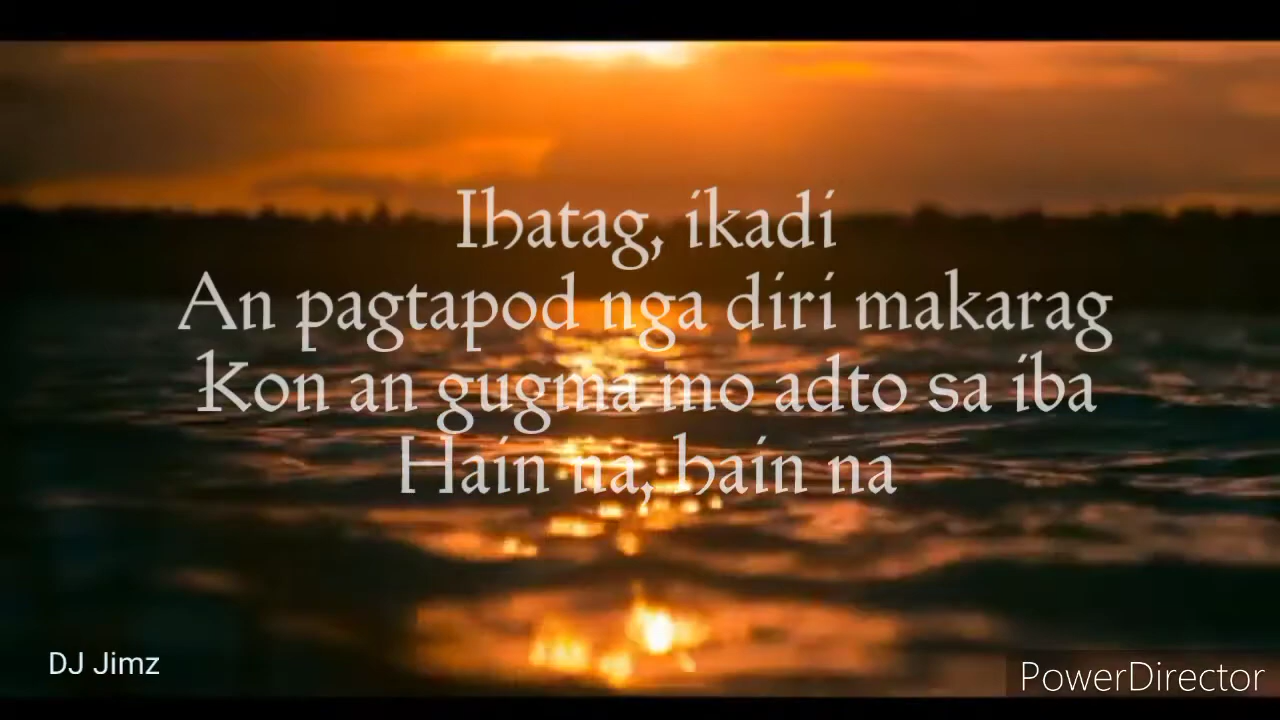 Ihatag, ikadi
An pagtapod nga diri makarag
Kon an gugma mo adto sa iba
Hain na, hain na
DJ Jimz
PowerDirector